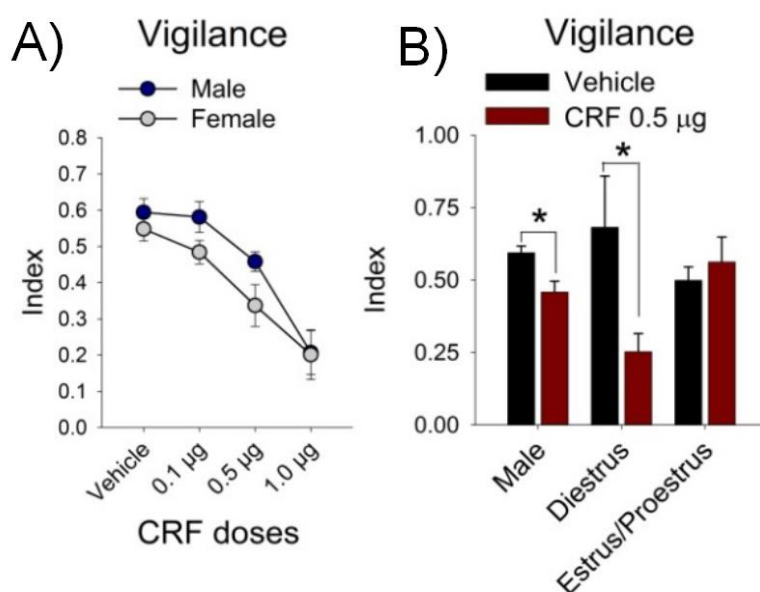 A)
Vigilance
Male
Female
0.8
0.7
0.6
0.5
0.4
0.3
0.2
0.1
0.0
Index
Vehicle
0.1 µg
0.5 µg
1.0 µg
CRF doses
B)
Vigilance
Vehicle
CRF 0.5 µg
1.00
0.75
0.50
0.25
0.00
Index
*
*
Male
Diestrus
Estrus/Proestrus